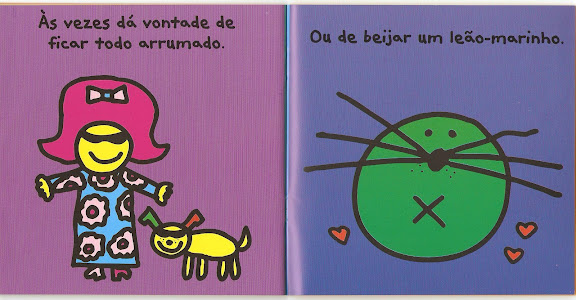 Às vezes dá vontade de
ficar todo arrumado.
Ou de beijar um leão-marinho.